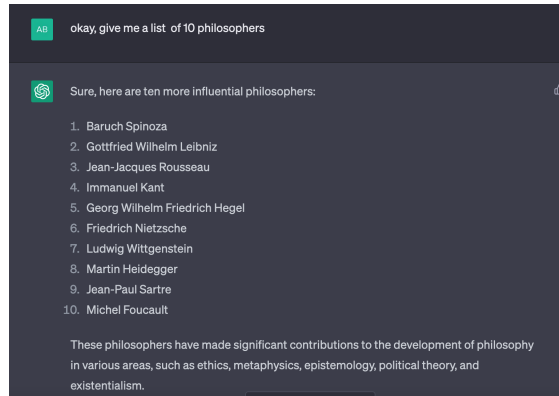 AB
okay, give me a list of 10 philosophers
Sure, here are ten more influential philosophers:
1. Baruch Spinoza
2. Gottfried Wilhelm Leibniz
3. Jean-Jacques Rousseau
4. Immanuel Kant
5. Georg Wilhelm Friedrich Hegel
6. Friedrich Nietzsche
7. Ludwig Wittgenstein
8. Martin Heidegger
9. Jean-Paul Sartre
10. Michel Foucault
These philosophers have made significant contributions to the development of philosophy
in various areas, such as ethics, metaphysics, epistemology, political theory, and
existentialism.